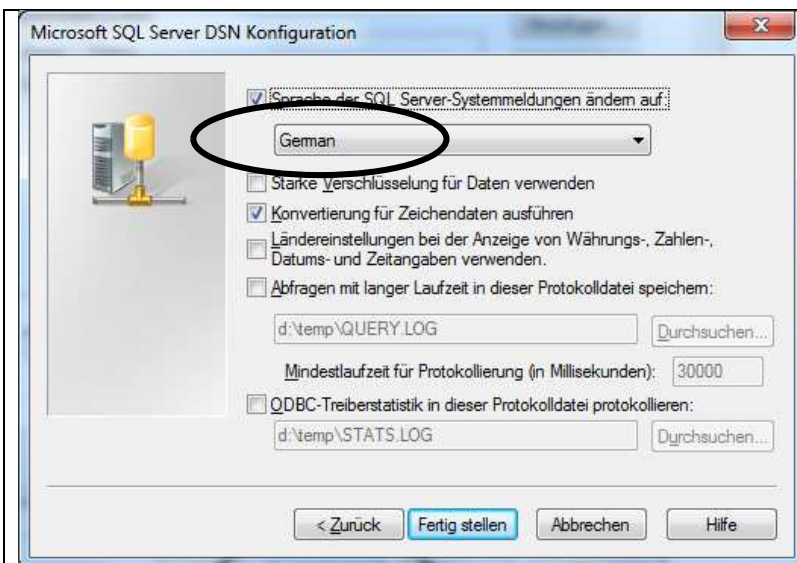 Microsoft SQL Server DSN Konfiguration
Sprache der SQL Server-Systemmeldungen ändern auf:
German
Starke Verschlüsselung für Daten verwenden
Konvertierung für Zeichendaten ausführen
Ländereinstellungen bei der Anzeige von Währungs-, Zahlen-,
Datums- und Zeitangaben verwenden.
Abfragen mit langer Laufzeit in dieser Protokolldatei speichern:
d:\temp\QUERY.LOG
Durchsuchen...
Mindestlaufzeit für Protokollierung (in Millisekunden):
30000
ODBC-Treiberstatistik in dieser Protokolldatei protokollieren:
d:\temp\STATS.LOG
Durchsuchen...
< Zurück
Fertig stellen
Abbrechen
Hilfe